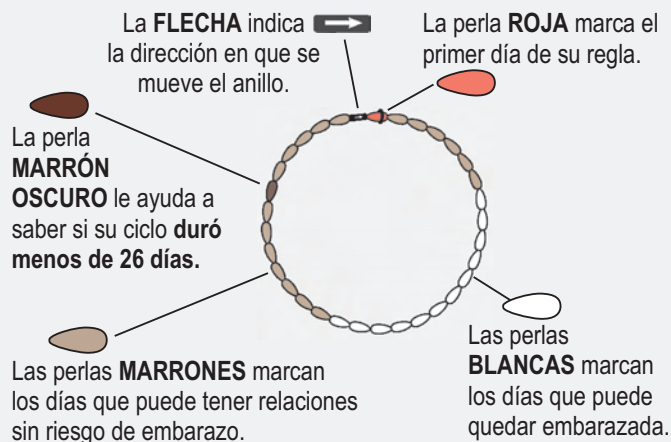 La FLECHA indica
la dirección en que se
mueve el anillo.
La perla ROJA marca el
primer día de su regla.
La perla
MARRÓN
OSCURO le ayuda a
saber si su ciclo duró
menos de 26 días.
Las perlas MARRONES marcan
los días que puede tener relaciones
sin riesgo de embarazo.
Las perlas
BLANCAS marcan
los días que puede
quedar embarazada.